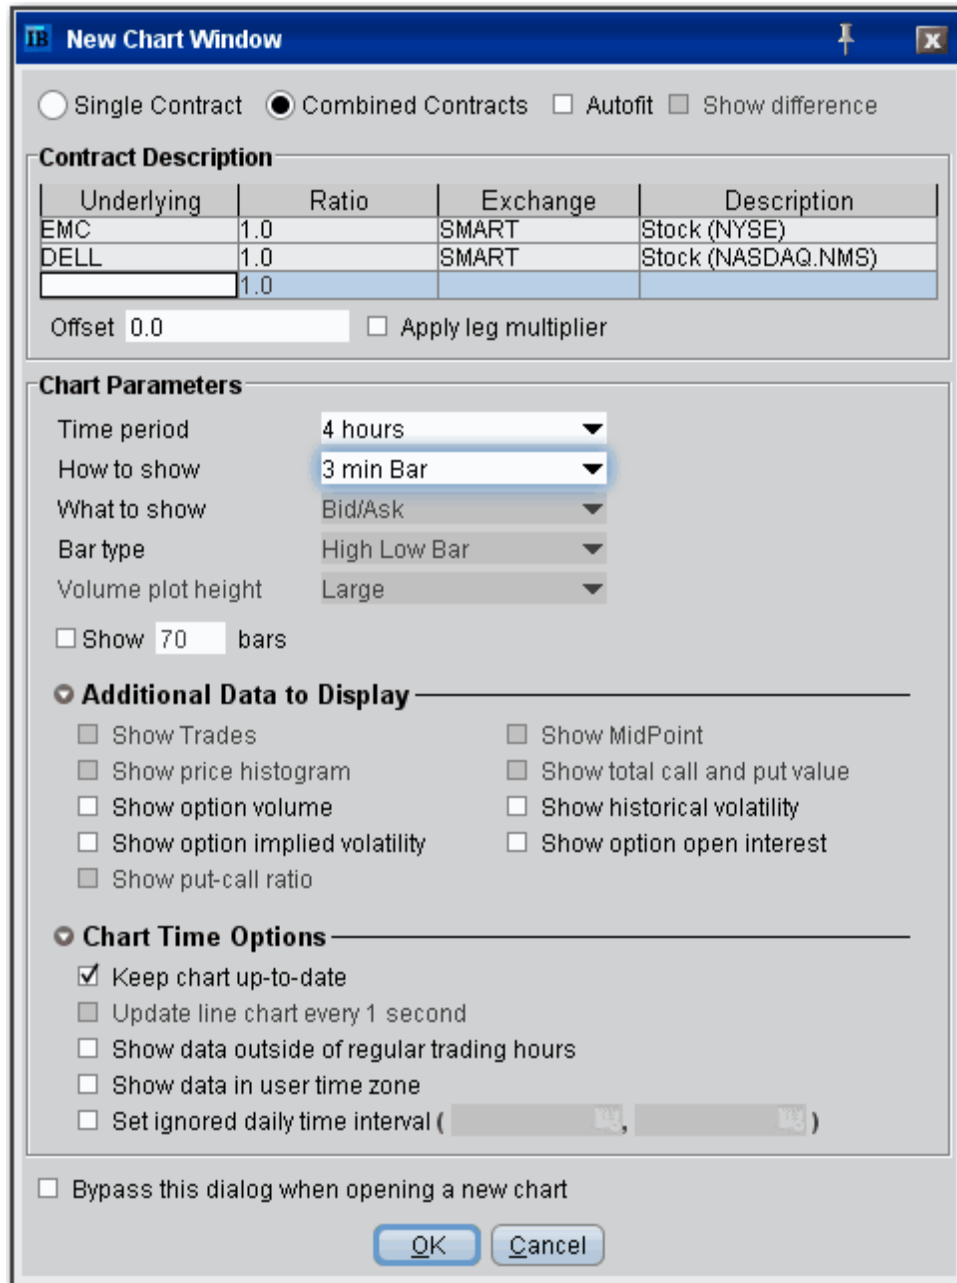 IB New Chart Window
Single Contract Combined Contracts Autofit Show difference
Contract Description
Underlying Ratio Exchange Description
EMC 1.0 SMART Stock (NYSE)
DELL 1.0 SMART Stock (NASDAQ.NMS)
1.0
Offset 0.0 Apply leg multiplier
Chart Parameters
Time period 4 hours
How to show 3 min Bar
What to show Bid/Ask
Bar type High Low Bar
Volume plot height Large
Show 70 bars
Additional Data to Display
Show Trades Show MidPoint
Show price histogram Show total call and put value
Show option volume Show historical volatility
Show option implied volatility Show option open interest
Show put-call ratio
Chart Time Options
Keep chart up-to-date
Update line chart every 1 second
Show data outside of regular trading hours
Show data in user time zone
Set ignored daily time interval ( , )
Bypass this dialog when opening a new chart
OK Cancel